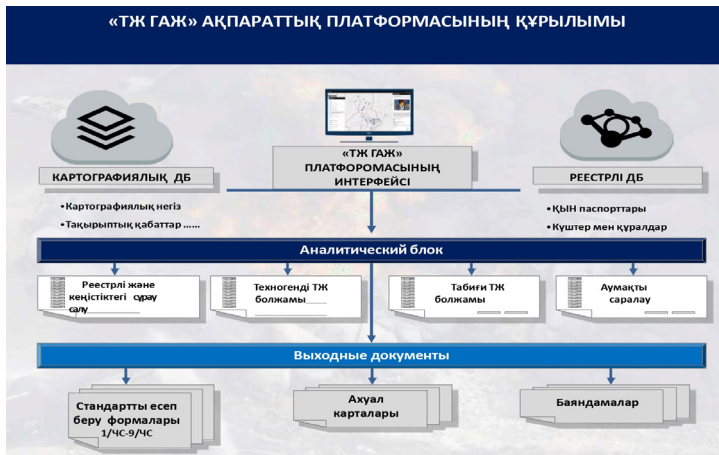 «ТЖ ГАЖ» АҚПАРАТТЫҚ ПЛАТФОРМАСЫНЫҢ ҚҰРЫЛЫМЫ
«ТЖ ГАЖ»
ПЛАТФОРОМАСЫНЫҢ
ИНТЕРФЕЙСІ
КАРТОГРАФИЯЛЫҚ ДБ
РЕЕСТРЛІ ДБ
•Картографиялық негіз
•Тақырыптық қабаттар ......
•ҚЫН паспорттары
•Күштер мен құралдар
Аналитический блок
Реестрлі және
кеңістіктегі сұрау
салу
Техногенді ТЖ
болжамы
Табиғи ТЖ
болжамы
Аумақты
саралау
Выходные документы
Стандартты есеп
беру формалары
1/ЧС-9/ЧС
Ахуал
карталары
Баяндамалар